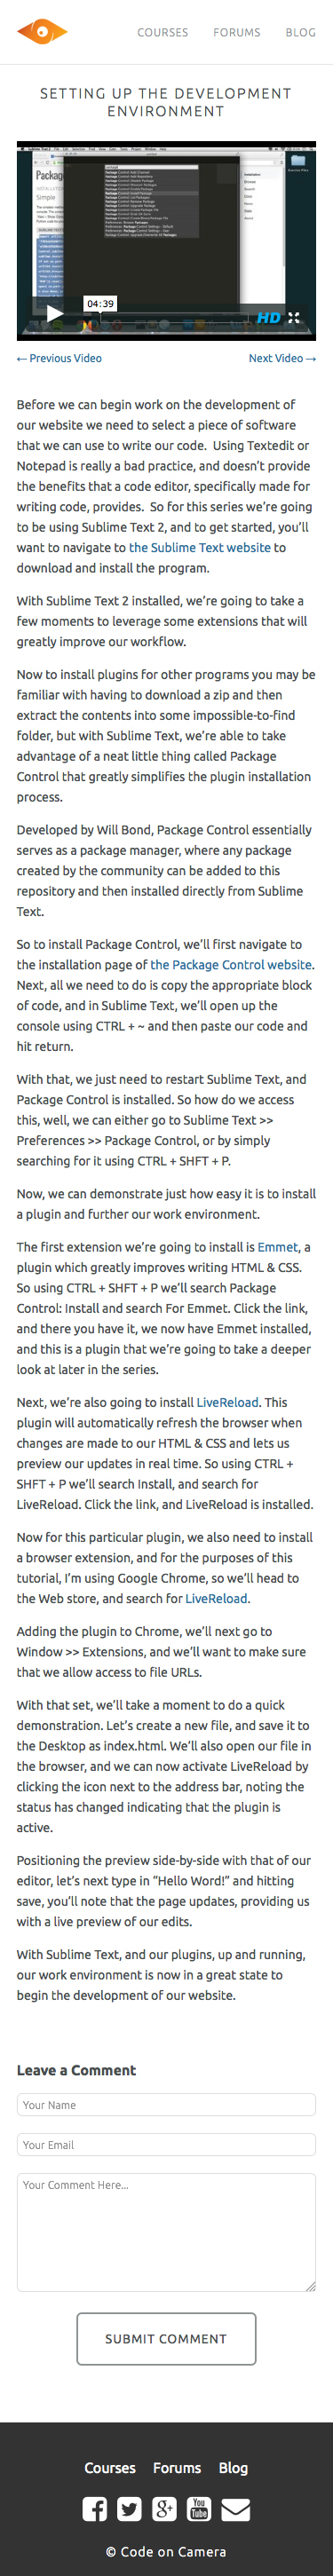 COURSES FORUMS BLOG
SETTING UP THE DEVELOPMENT
ENVIRONMENT
04:39
HD
← Previous Video Next Video →
Before we can begin work on the development of
our website we need to select a piece of software
that we can use to write our code. Using Textedit or
Notepad is really a bad practice, and doesn't provide
the benefits that a code editor, specifically made for
writing code, provides. So for this series we're going
to be using Sublime Text 2, and to get started, you'll
want to navigate to the Sublime Text website to
download and install the program.
With Sublime Text 2 installed, we're going to take a
few moments to leverage some extensions that will
greatly improve our workflow.
Now to install plugins for other programs you may be
familiar with having to download a zip and then
extract the contents into some impossible-to-find
folder, but with Sublime Text, we're able to take
advantage of a neat little thing called Package
Control that greatly simplifies the plugin installation
process.
Developed by Will Bond, Package Control essentially
serves as a package manager, where any package
created by the community can be added to this
repository and then installed directly from Sublime
Text.
So to install Package Control, we'll first navigate to
the installation page of the Package Control website.
Next, all we need to do is copy the appropriate block
of code, and in Sublime Text, we'll open up the
console using CTRL + ~ and then paste our code and
hit return.
With that, we just need to restart Sublime Text, and
Package Control is installed. So how do we access
this, well, we can either go to Sublime Text >>
Preferences >> Package Control, or by simply
searching for it using CTRL + SHFT + P.
Now, we can demonstrate just how easy it is to install
a plugin and further our work environment.
The first extension we're going to install is Emmet, a
plugin which greatly improves writing HTML & CSS.
So using CTRL + SHFT + P we'll search Package
Control: Install and search For Emmet. Click the link,
and there you have it, we now have Emmet installed,
and this is a plugin that we're going to take a deeper
look at later in the series.
Next, we're also going to install LiveReload. This
plugin will automatically refresh the browser when
changes are made to our HTML & CSS and lets us
preview our updates in real time. So using CTRL +
SHFT + P we'll search Install, and search for
LiveReload. Click the link, and LiveReload is installed.
Now for this particular plugin, we also need to install
a browser extension, and for the purposes of this
tutorial, I'm using Google Chrome, so we'll head to
the Web store, and search for LiveReload.
Adding the plugin to Chrome, we'll next go to
Window >> Extensions, and we'll want to make sure
that we allow access to file URLs.
With that set, we'll take a moment to do a quick
demonstration. Let's create a new file, and save it to
the Desktop as index.html. We'll also open our file in
the browser, and we can now activate LiveReload by
clicking the icon next to the address bar, noting the
status has changed indicating that the plugin is
active.
Positioning the preview side-by-side with that of our
editor, let's next type in "Hello Word!" and hitting
save, you'll note that the page updates, providing us
with a live preview of our edits.
With Sublime Text, and our plugins, up and running,
our work environment is now in a great state to
begin the development of our website.
Leave a Comment
Your Name
Your Email
Your Comment Here...
SUBMIT COMMENT
Courses Forums Blog
You
Tube
© Code on Camera